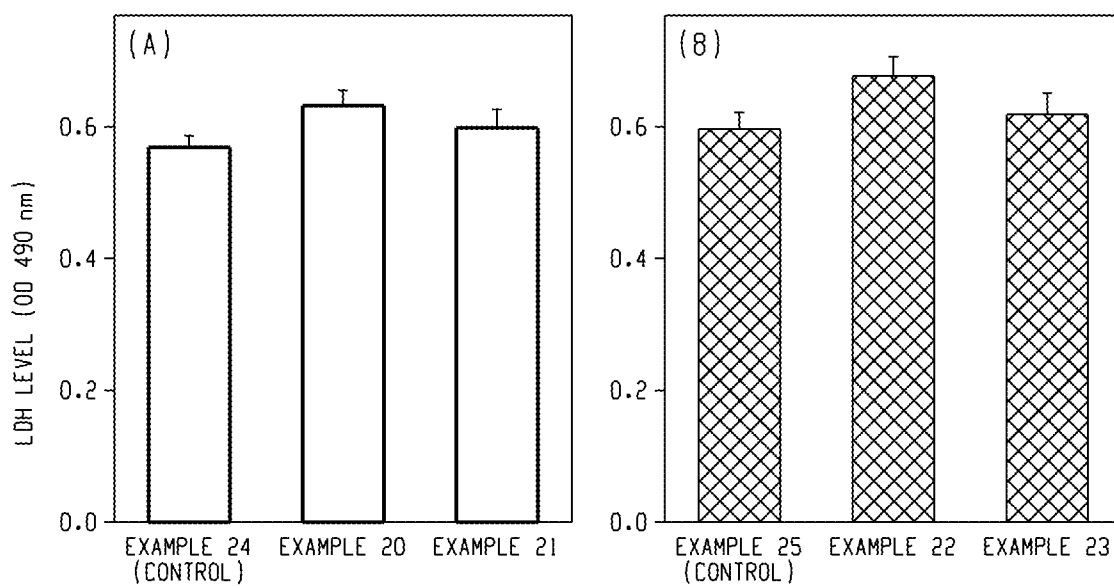 (A)
(8)
LDH LEVEL (OD 490 nm)
0.6
0.4
0.2
0.0
0.6
0.4
0.2
0.0
EXAMPLE 24
(CONTROL)
EXAMPLE 20
EXAMPLE 21
EXAMPLE 25
(CONTROL)
EXAMPLE 22
EXAMPLE 23